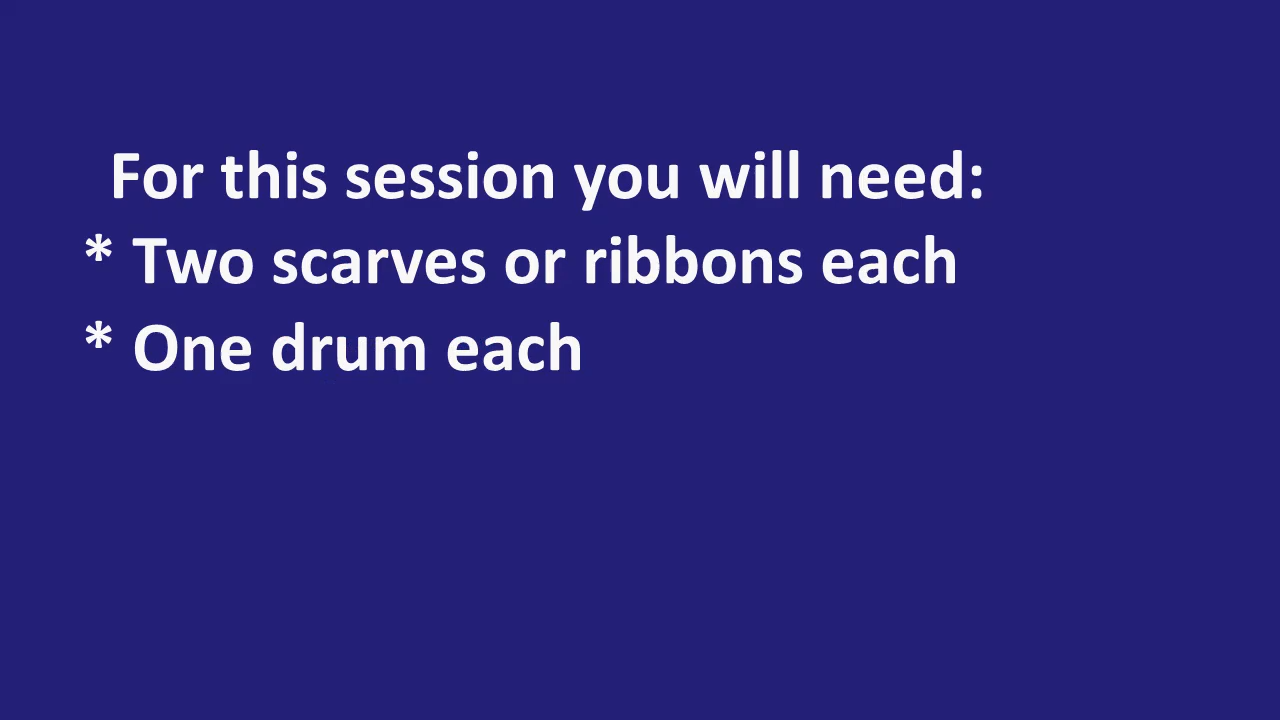 For this session you will need:
* Two scarves or ribbons each
* One drum each